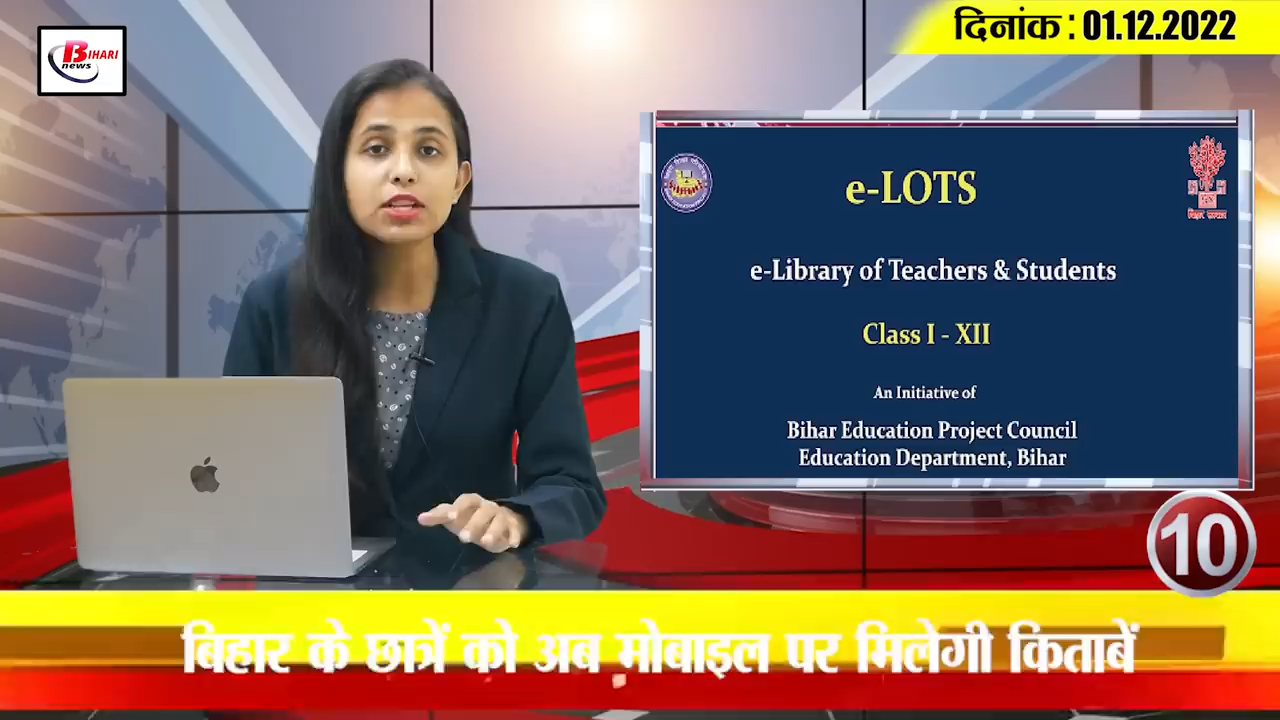 BIHARI
news
दिनांक : 01.12.2022
e-LOTS
e-Library of Teachers & Students
Class I - XII
An Initiative of
Bihar Education Project Council
Education Department, Bihar
10
बिहार के छात्रें को अब मोबाइल पर मिलेगी किताबें